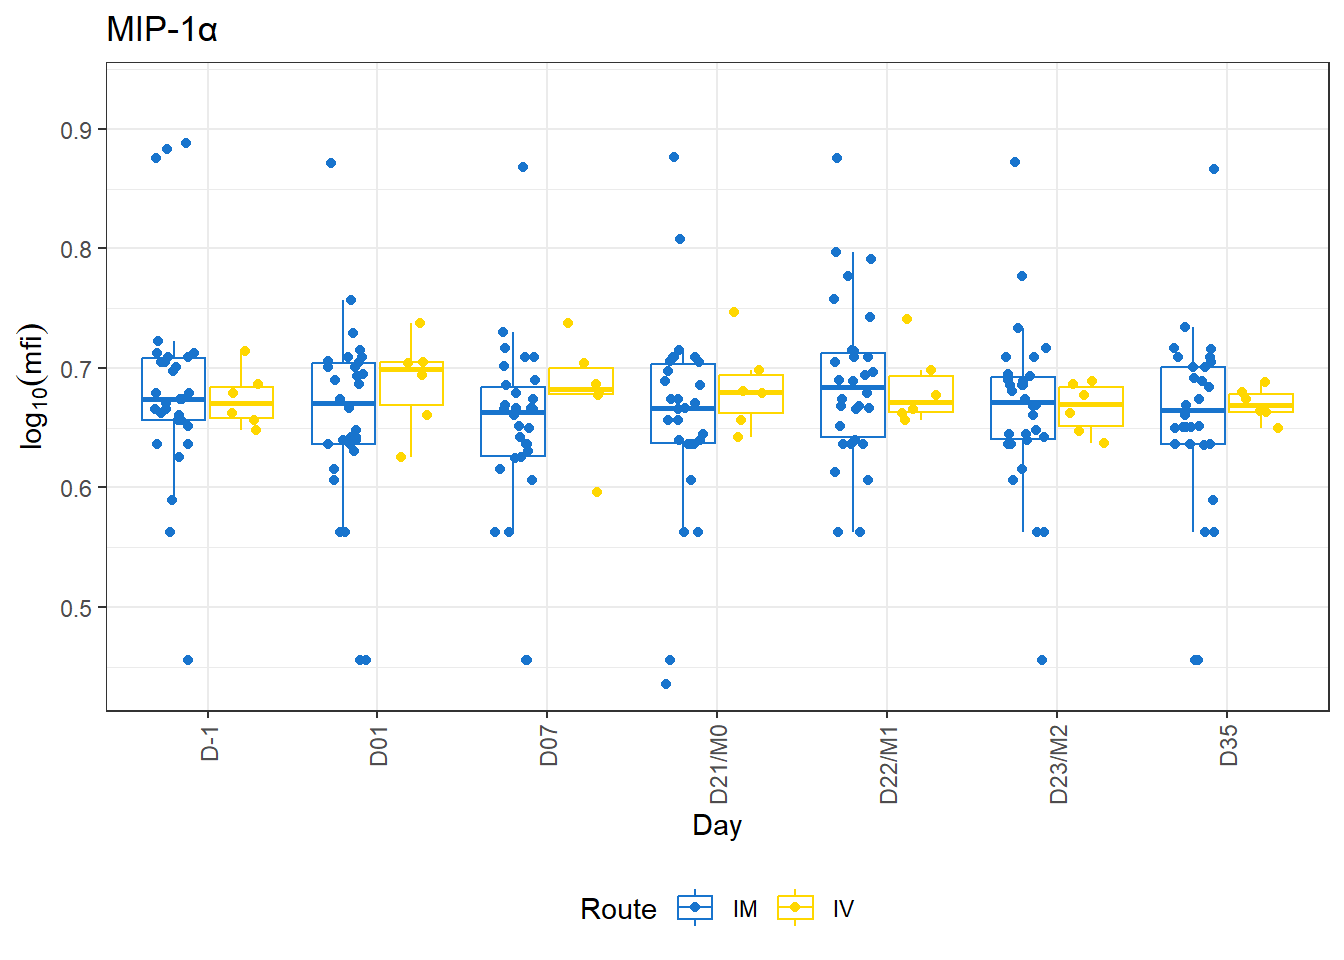 MIP-1α
log10(mfi)
0.9
0.8
0.7
0.6
0.5
D-1
D01
D07
D21/M0
D22/M1
D23/M2
D35
Day
Route IM IV